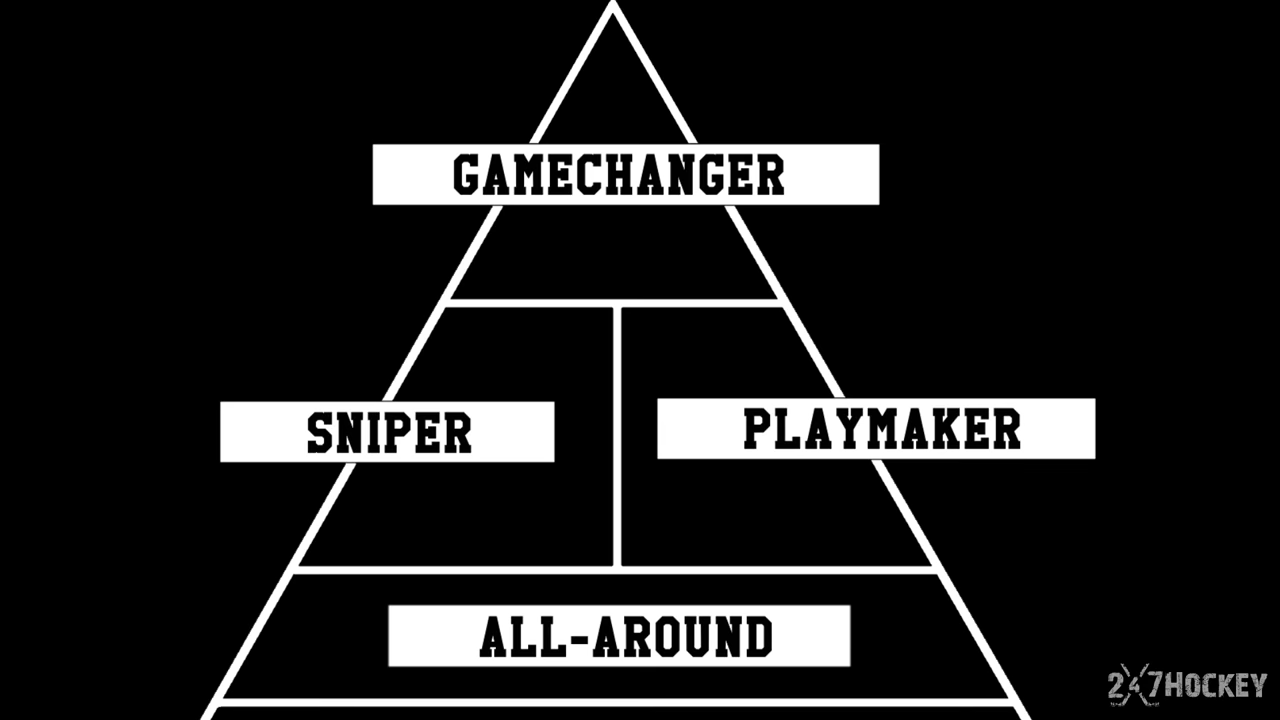 GAMECHANGER
SNIPER
PLAYMAKER
ALL-AROUND
247HOCKEY